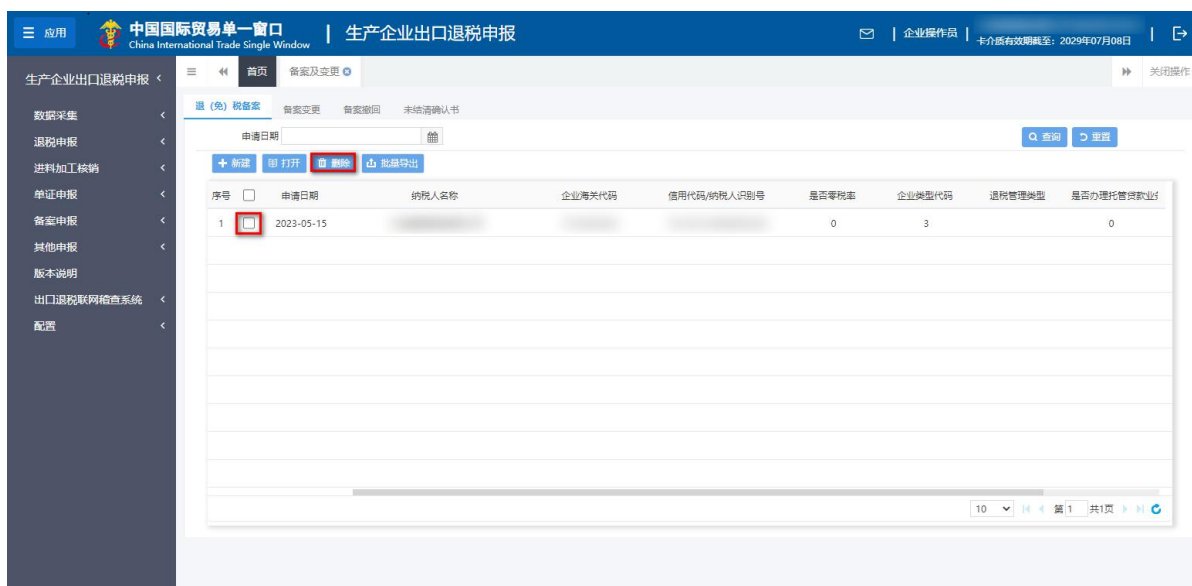 应用 中国国际贸易单一窗口 China International Trade Single Window 生产企业出口退税申报 企业操作员 卡介质有效期截至：2029年07月08日
生产企业出口退税申报 首页 备案及变更 关闭操作
数据采集
退税申报
进料加工核销
单证申报
备案申报
其他申报
版本说明
出口退税联网稽查系统
配置
退（免）税备案 备案变更 备案撤回 未结清确认书
申请日期 查询 重置
新建 打开 删除 批量导出
序号 申请日期 纳税人名称 企业海关代码 信用代码/纳税人识别号 是否零税率 企业类型代码 退税管理类型 是否办理托管贷款业务
1 2023-05-15 0 3 0
10 第 1 共1页